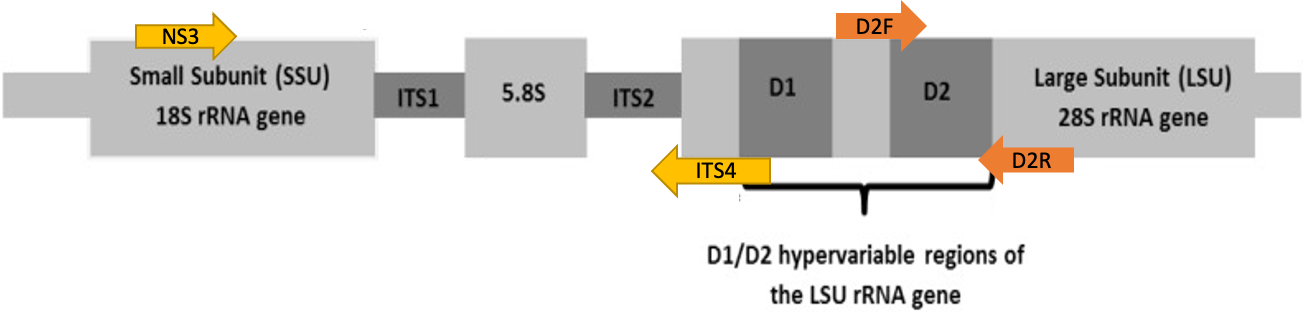 NS3
D2F
Small Subunit (SSU)
18S rRNA gene
ITS1
5.8S
ITS2
D1
D2
Large Subunit (LSU)
28S rRNA gene
ITS4
D2R
D1/D2 hypervariable regions of
the LSU rRNA gene